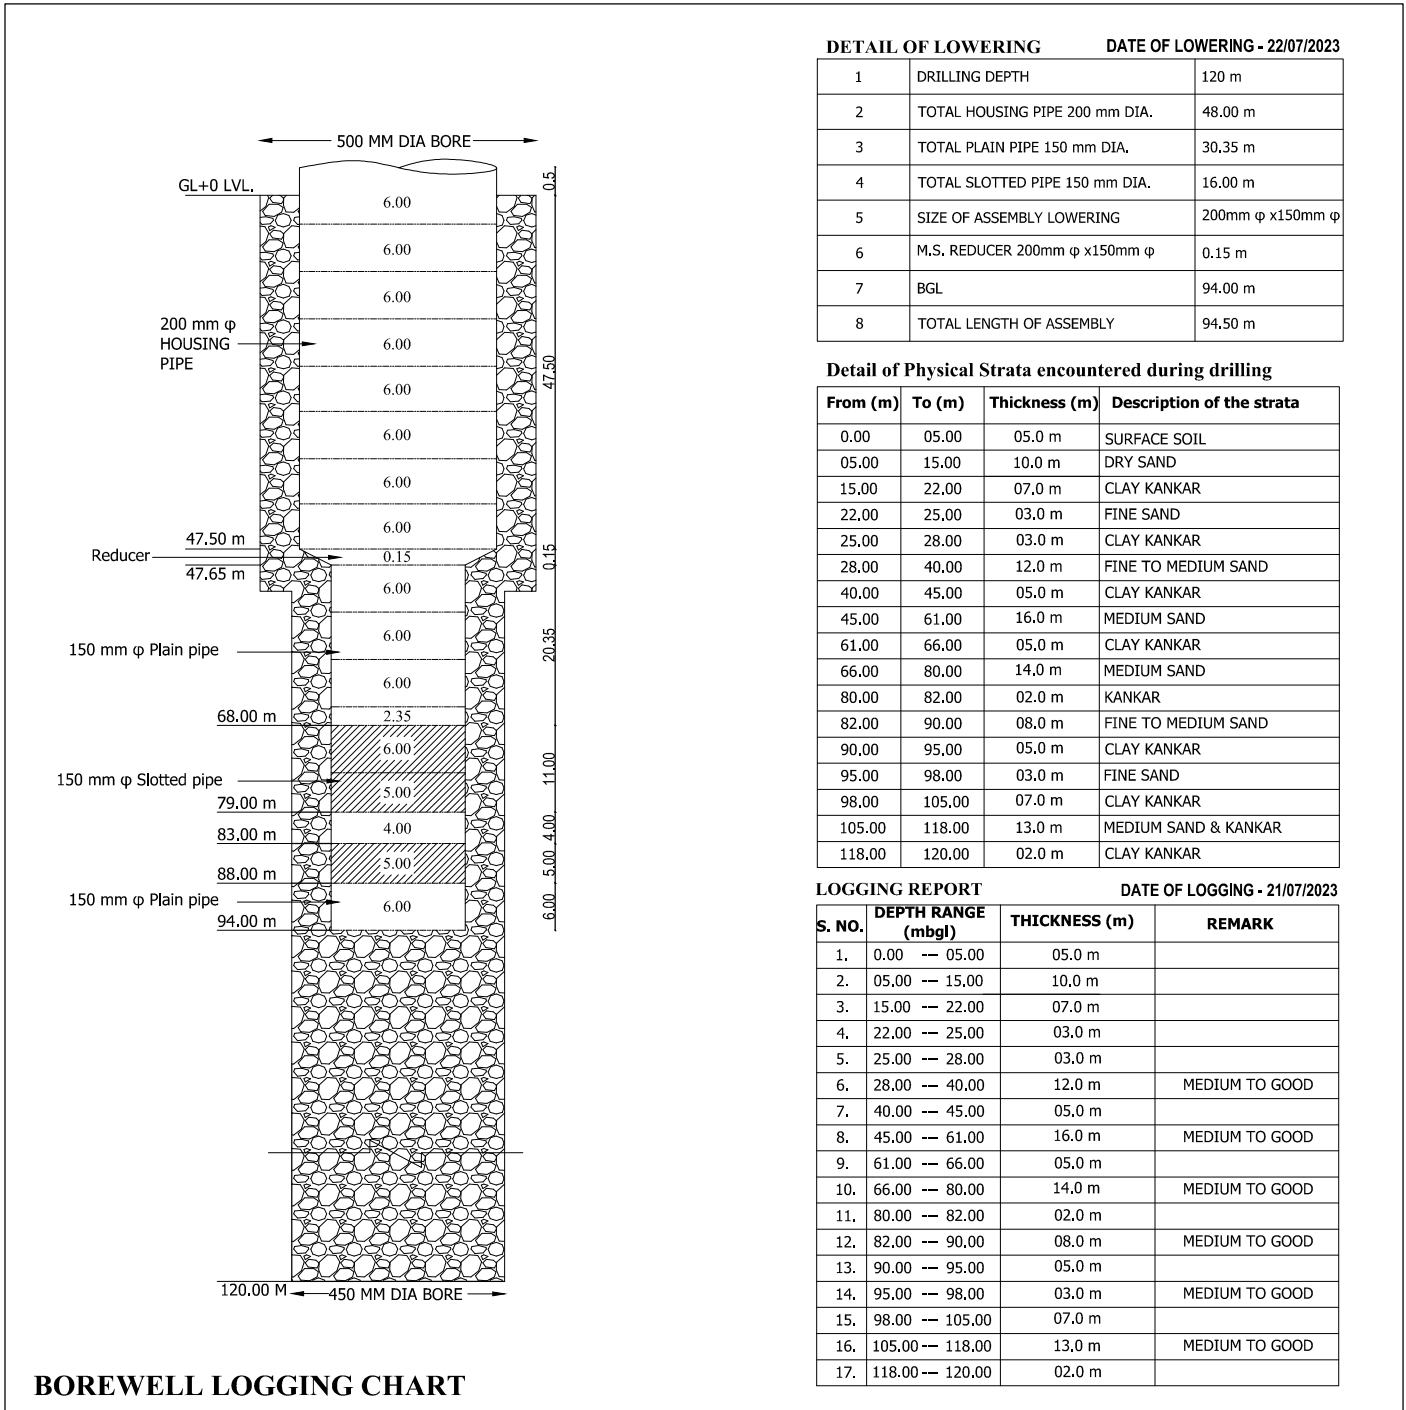 500 MM DIA BORE
GL+0 LVL.
0.5
6.00
6.00
6.00
200 mm φ
HOUSING
PIPE
6.00
47.50
6.00
6.00
6.00
6.00
47.50 m
Reducer
0.15
0.15
47.65 m
6.00
150 mm φ Plain pipe
6.00
20.35
6.00
68.00 m
2.35
6.00
150 mm φ Slotted pipe
11.00
5.00
79.00 m
4.00
4.00
83.00 m
5.00
5.00
88.00 m
150 mm φ Plain pipe
6.00
6.00
94.00 m
120.00 M
450 MM DIA BORE
BOREWELL LOGGING CHART
DETAIL OF LOWERING DATE OF LOWERING - 22/07/2023
1 DRILLING DEPTH 120 m
2 TOTAL HOUSING PIPE 200 mm DIA. 48.00 m
3 TOTAL PLAIN PIPE 150 mm DIA. 30.35 m
4 TOTAL SLOTTED PIPE 150 mm DIA. 16.00 m
5 SIZE OF ASSEMBLY LOWERING 200mm φ x150mm φ
6 M.S. REDUCER 200mm φ x150mm φ 0.15 m
7 BGL 94.00 m
8 TOTAL LENGTH OF ASSEMBLY 94.50 m
Detail of Physical Strata encountered during drilling
From (m) To (m) Thickness (m) Description of the strata
0.00 05.00 05.0 m SURFACE SOIL
05.00 15.00 10.0 m DRY SAND
15.00 22.00 07.0 m CLAY KANKAR
22.00 25.00 03.0 m FINE SAND
25.00 28.00 03.0 m CLAY KANKAR
28.00 40.00 12.0 m FINE TO MEDIUM SAND
40.00 45.00 05.0 m CLAY KANKAR
45.00 61.00 16.0 m MEDIUM SAND
61.00 66.00 05.0 m CLAY KANKAR
66.00 80.00 14.0 m MEDIUM SAND
80.00 82.00 02.0 m KANKAR
82.00 90.00 08.0 m FINE TO MEDIUM SAND
90.00 95.00 05.0 m CLAY KANKAR
95.00 98.00 03.0 m FINE SAND
98.00 105.00 07.0 m CLAY KANKAR
105.00 118.00 13.0 m MEDIUM SAND & KANKAR
118.00 120.00 02.0 m CLAY KANKAR
LOGGING REPORT DATE OF LOGGING - 21/07/2023
S. NO. DEPTH RANGE (mbgl) THICKNESS (m) REMARK
1. 0.00 --- 05.00 05.0 m
2. 05.00 --- 15.00 10.0 m
3. 15.00 --- 22.00 07.0 m
4. 22.00 --- 25.00 03.0 m
5. 25.00 --- 28.00 03.0 m
6. 28.00 --- 40.00 12.0 m MEDIUM TO GOOD
7. 40.00 --- 45.00 05.0 m
8. 45.00 --- 61.00 16.0 m MEDIUM TO GOOD
9. 61.00 --- 66.00 05.0 m
10. 66.00 --- 80.00 14.0 m MEDIUM TO GOOD
11. 80.00 --- 82.00 02.0 m
12. 82.00 --- 90.00 08.0 m MEDIUM TO GOOD
13. 90.00 --- 95.00 05.0 m
14. 95.00 --- 98.00 03.0 m MEDIUM TO GOOD
15. 98.00 --- 105.00 07.0 m
16. 105.00 --- 118.00 13.0 m MEDIUM TO GOOD
17. 118.00 --- 120.00 02.0 m